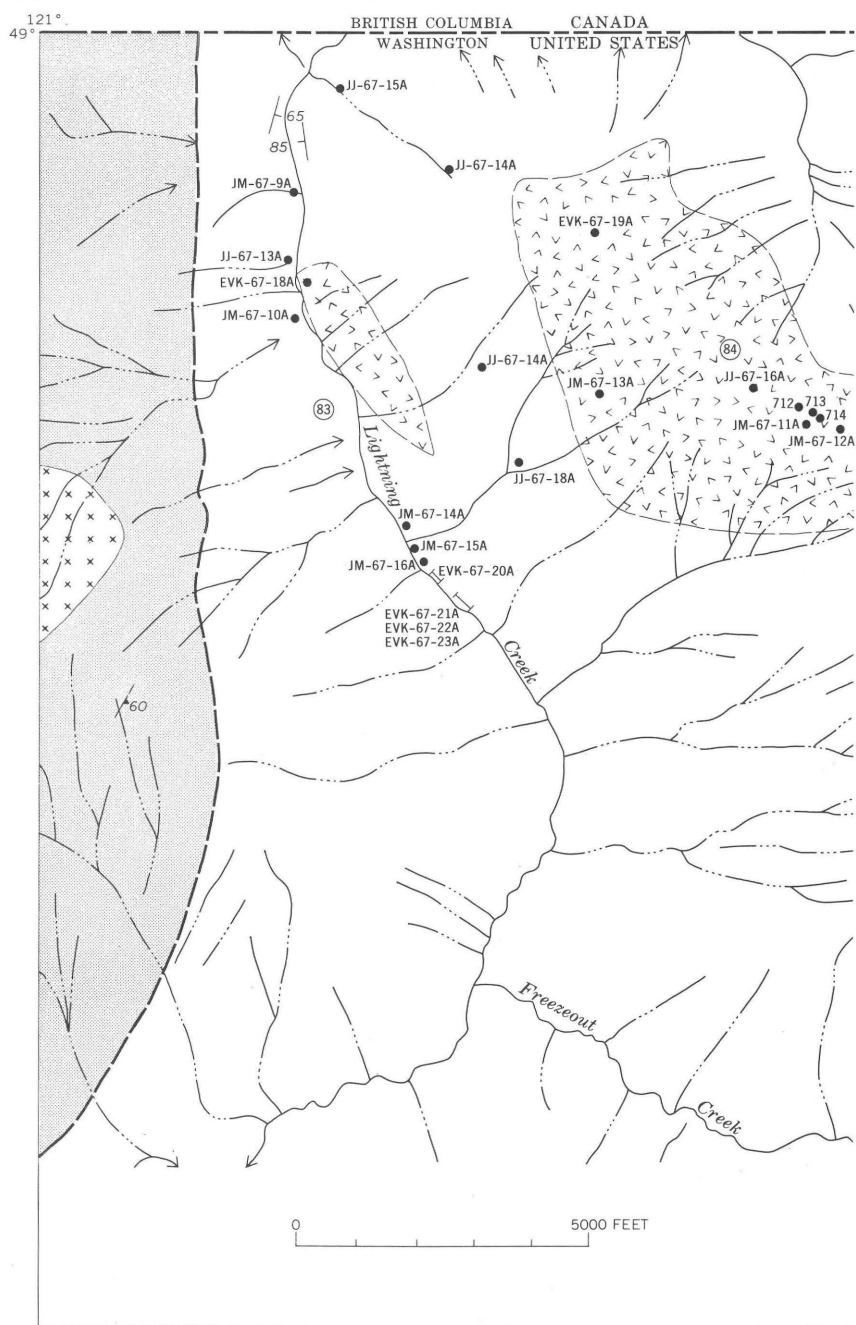 121°.
BRITISH COLUMBIA CANADA
49°
WASHINGTON UNITED STATES
JJ-67-15A
65
85
JJ-67-14A
JM-67-9A
EVK-67-19A
JJ-67-13A
EVK-67-18A
JM-67-10A
84
JJ-67-14A
JM-67-13A
JJ-67-16A
712 713
714
JM-67-11A
JM-67-12A
83
Lightning
JJ-67-18A
JM-67-14A
JM-67-15A
JM-67-16A
EVK-67-20A
EVK-67-21A
EVK-67-22A
EVK-67-23A
Creek
60
Freezeout
Creek
0 5000 FEET